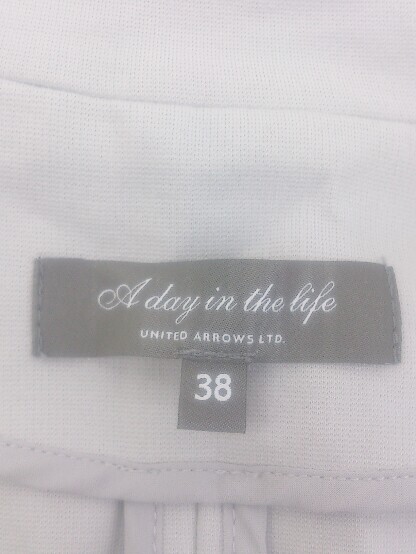 A day in the life
UNITED ARROWS LTD.
38